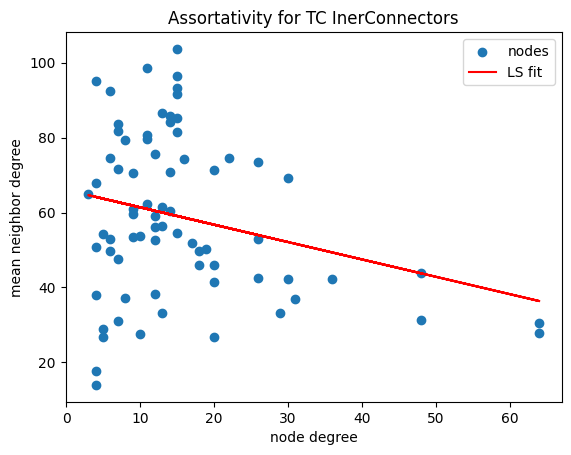 Assortativity for TC InerConnectors
nodes
LS fit
mean neighbor degree
100
80
60
40
20
0
10
20
30
40
50
60
node degree